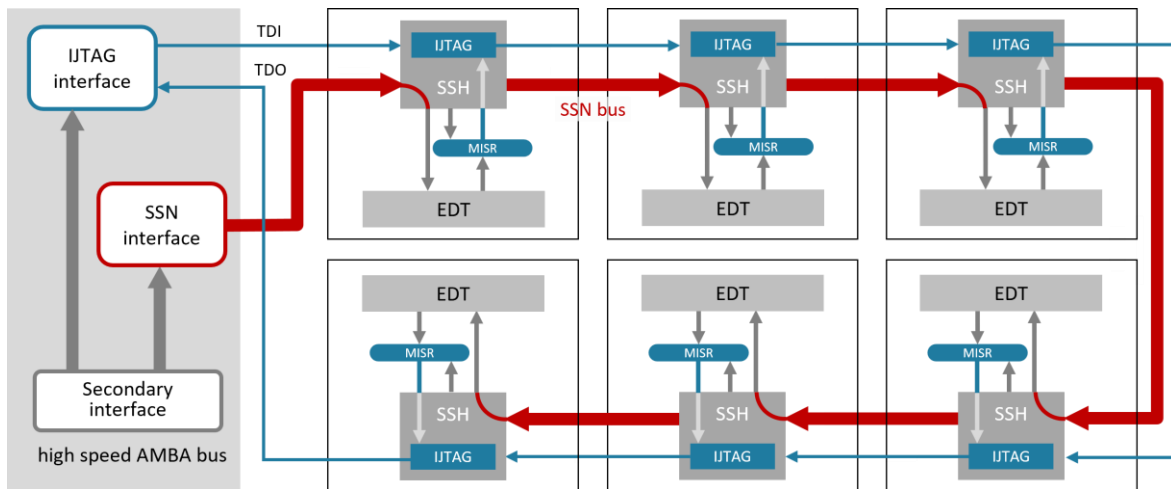 IJTAG
interface
TDI
TDO
SSN
interface
Secondary
interface
high speed AMBA bus
IJTAG
SSH
MISR
EDT
SSN bus
IJTAG
SSH
MISR
EDT
IJTAG
SSH
MISR
EDT
EDT
MISR
SSH
IJTAG
EDT
MISR
SSH
IJTAG
EDT
MISR
SSH
IJTAG